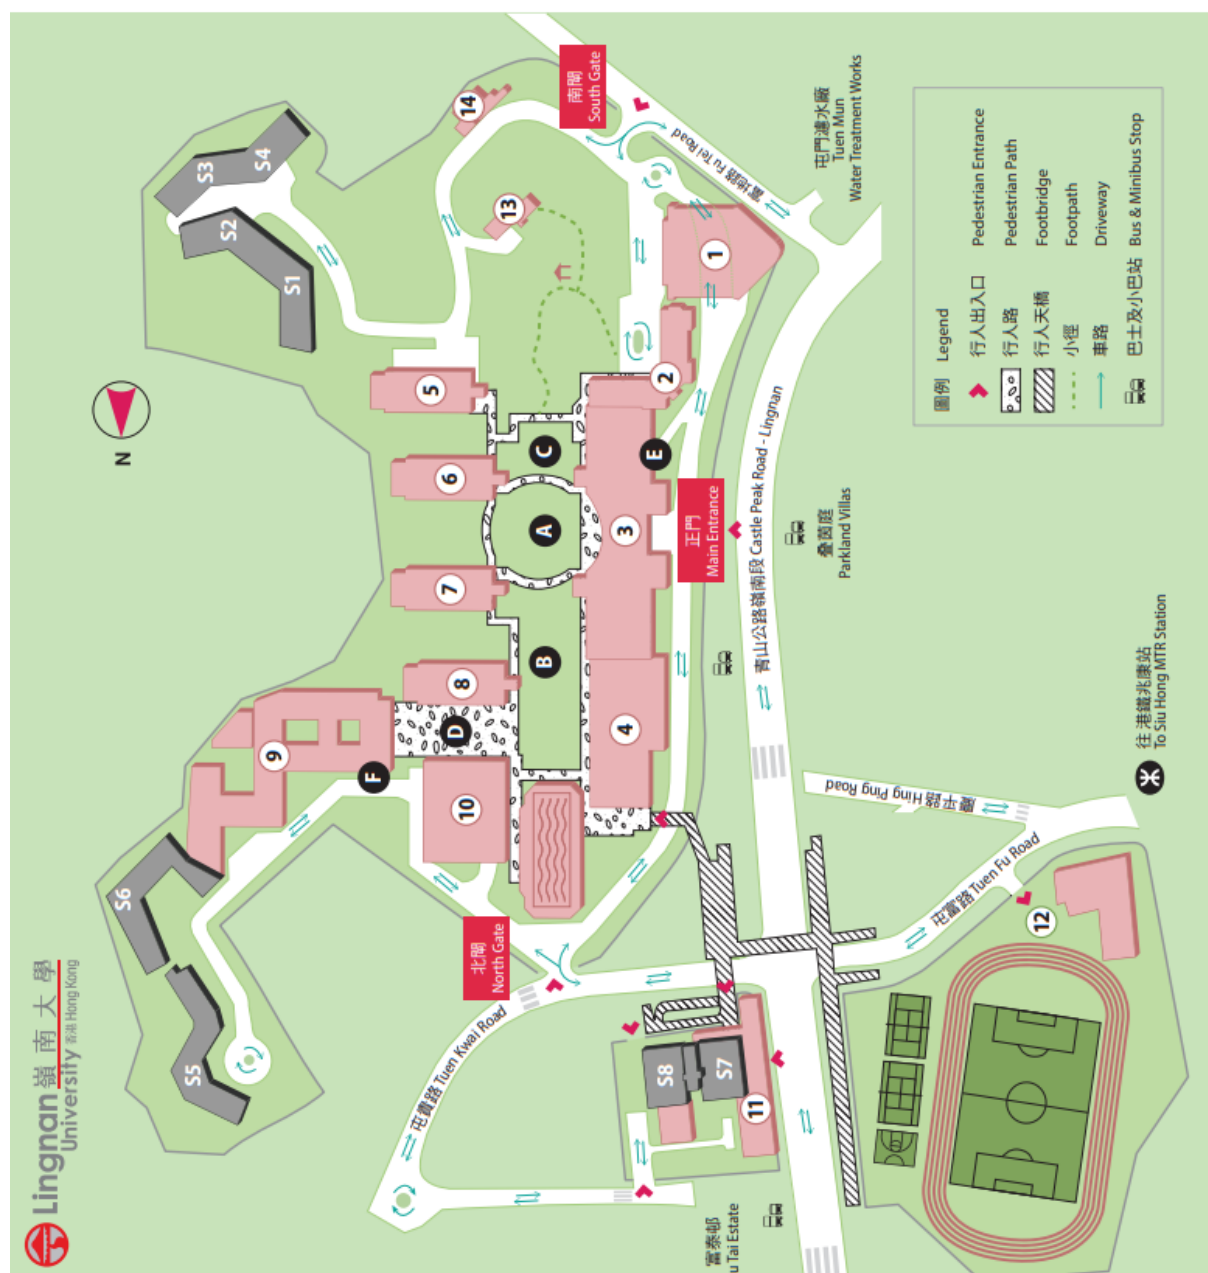 Lingnan 嶺南大學
University 香港 Hong Kong
N
圖例 Legend
行人出入口 Pedestrian Entrance
行人路 Pedestrian Path
行人天橋 Footbridge
小徑 Footpath
車路 Driveway
巴士及小巴站 Bus & Minibus Stop
南閘
South Gate
富地路 Fu Tei Road
屯門濾水廠
Tuen Mun
Water Treatment Works
正門
Main Entrance
青山公路嶺南段 Castle Peak Road - Lingnan
叠茵庭
Parkland Villas
北閘
North Gate
屯貴路 Tuen Kwai Road
興平路 Hing Ping Road
屯富路 Tuen Fu Road
往港鐵兆康站
To Siu Hong MTR Station
富泰邨
u Tai Estate
S1
S2
S3
S4
S5
S6
S7
S8
1
2
3
4
5
6
7
8
9
10
11
12
13
14
A
B
C
D
E
F